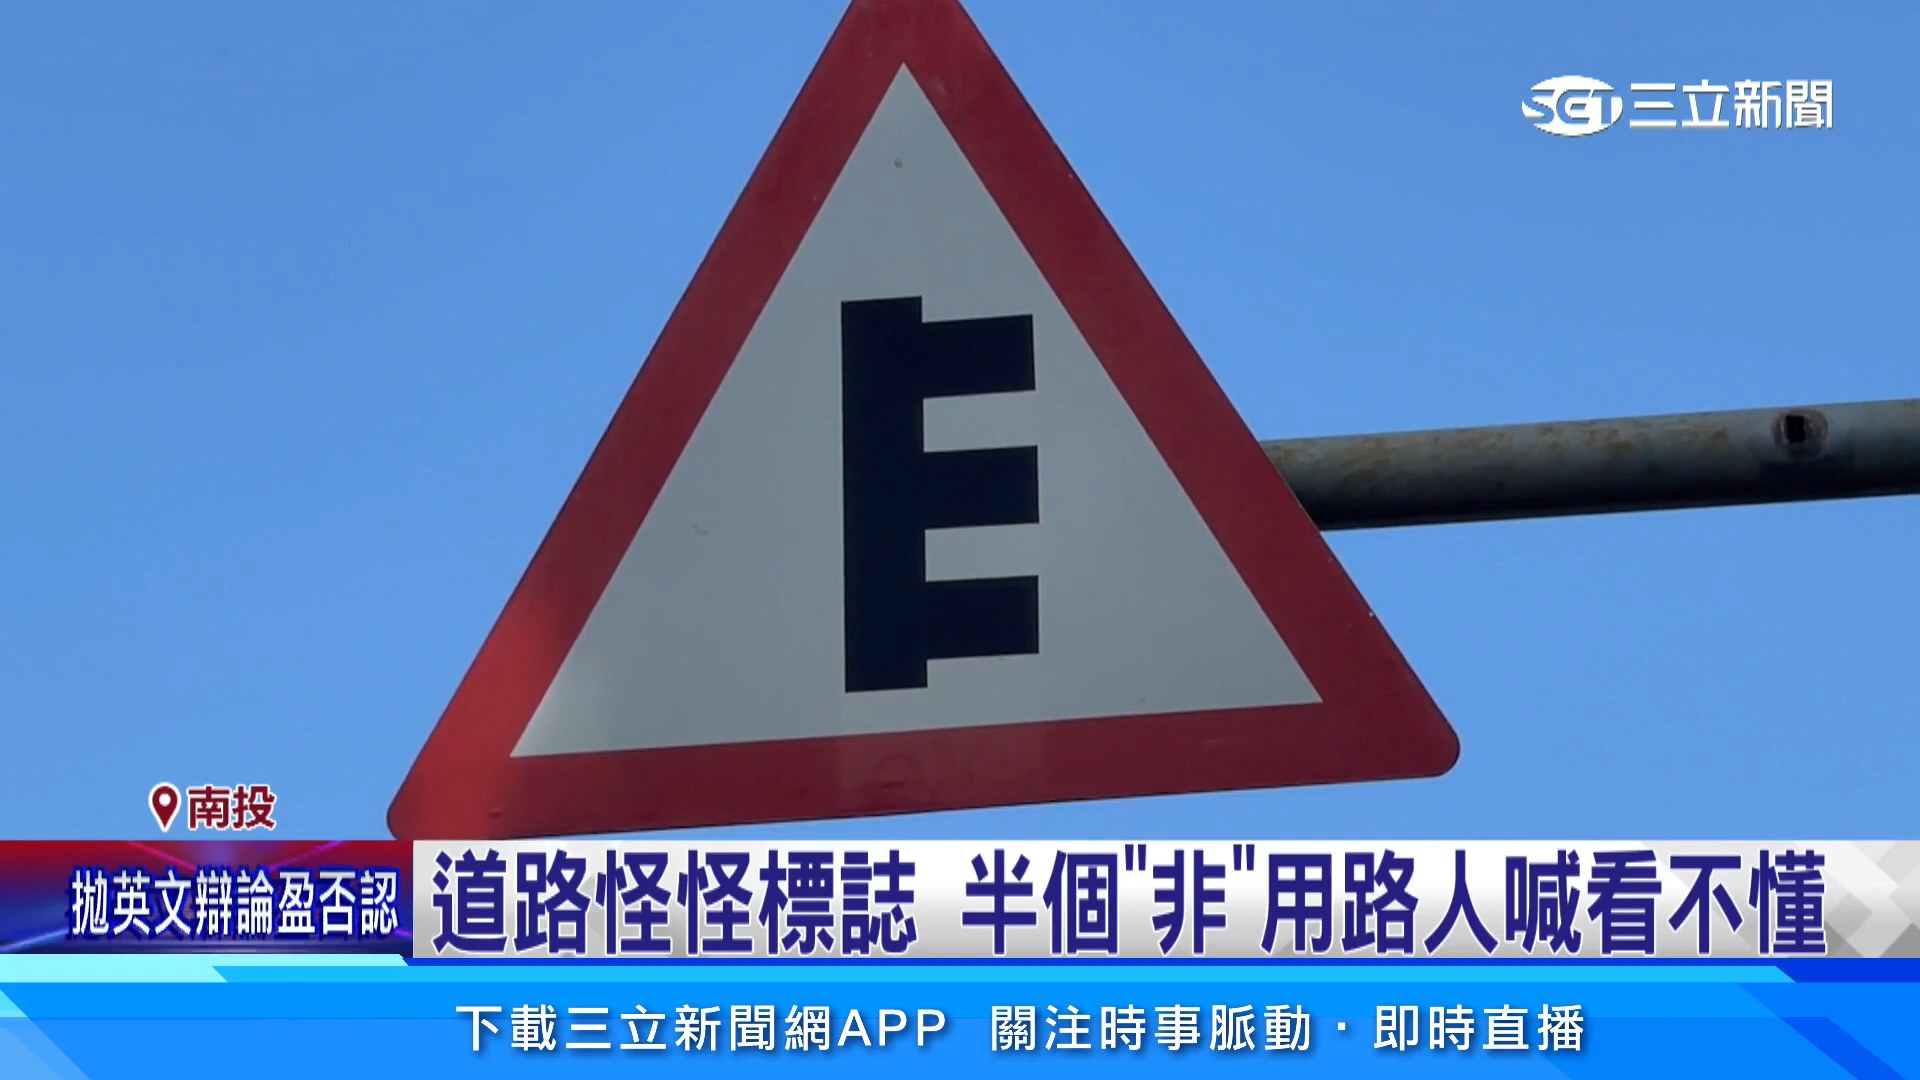 SET三立新聞
南投
拋英文辯論盈否認
道路怪怪標誌 半個"非"用路人喊看不懂
下載三立新聞網APP 關注時事脈動·即時直播